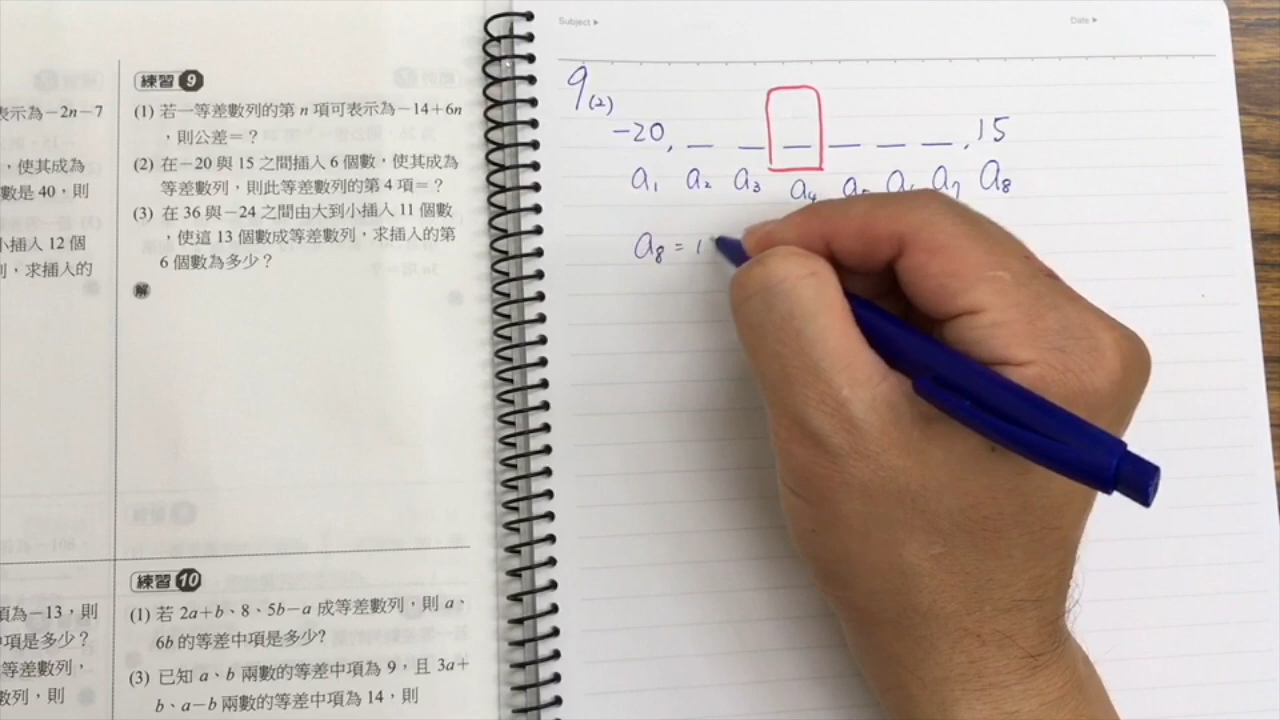 表示為−2n−7
，使其成為
數是 40，則
小插入 12 個
列，求插入的
練習 9
(1) 若一等差數列的第 n 項可表示為−14+6n
，則公差=？
(2) 在−20 與 15 之間插入 6 個數，使其成為
等差數列，則此等差數列的第 4 項=？
(3) 在 36 與−24 之間由大到小插入 11 個數
，使這 13 個數成等差數列，求插入的第
6 個數為多少？
解
項為−13，則
項是多少？
等差數列，
數列，則
練習 10
(1) 若 2a+b、8、5b−a 成等差數列，則 a、
6b 的等差中項是多少?
(3) 已知 a、b 兩數的等差中項為 9，且 3a+
b、a−b 兩數的等差中項為 14，則
Subject ▶
Date ▶
9(2)
-20, _ _ _ _ _ _, 15
a1 a2 a3 a4 a7 a8
a8 = 1